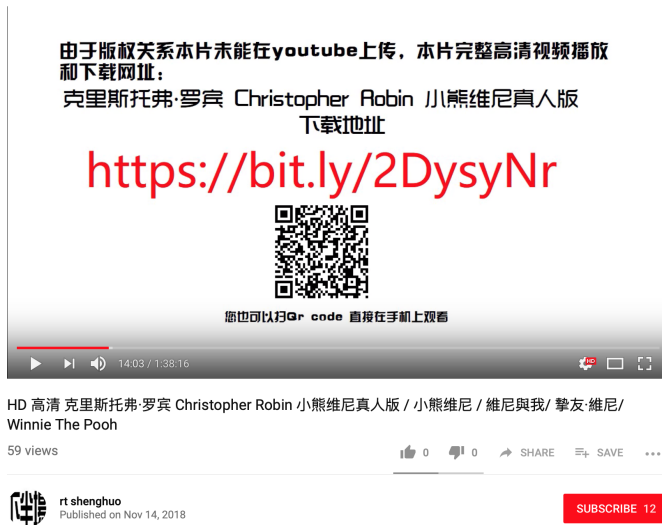 由于版权关系本片未能在youtube上传，本片完整高清视频播放
和下载网址：
克里斯托弗·罗宾 Christopher Robin 小熊维尼真人版
下载地址
https://bit.ly/2DysyNr
您也可以扫Qr code 直接在手机上观看
14:03 / 1:38:16
HD
HD 高清 克里斯托弗·罗宾 Christopher Robin 小熊维尼真人版 / 小熊维尼 / 維尼與我/ 摯友·維尼/
Winnie The Pooh
59 views
0
0
SHARE
SAVE
rt shenghuo
Published on Nov 14, 2018
SUBSCRIBE 12